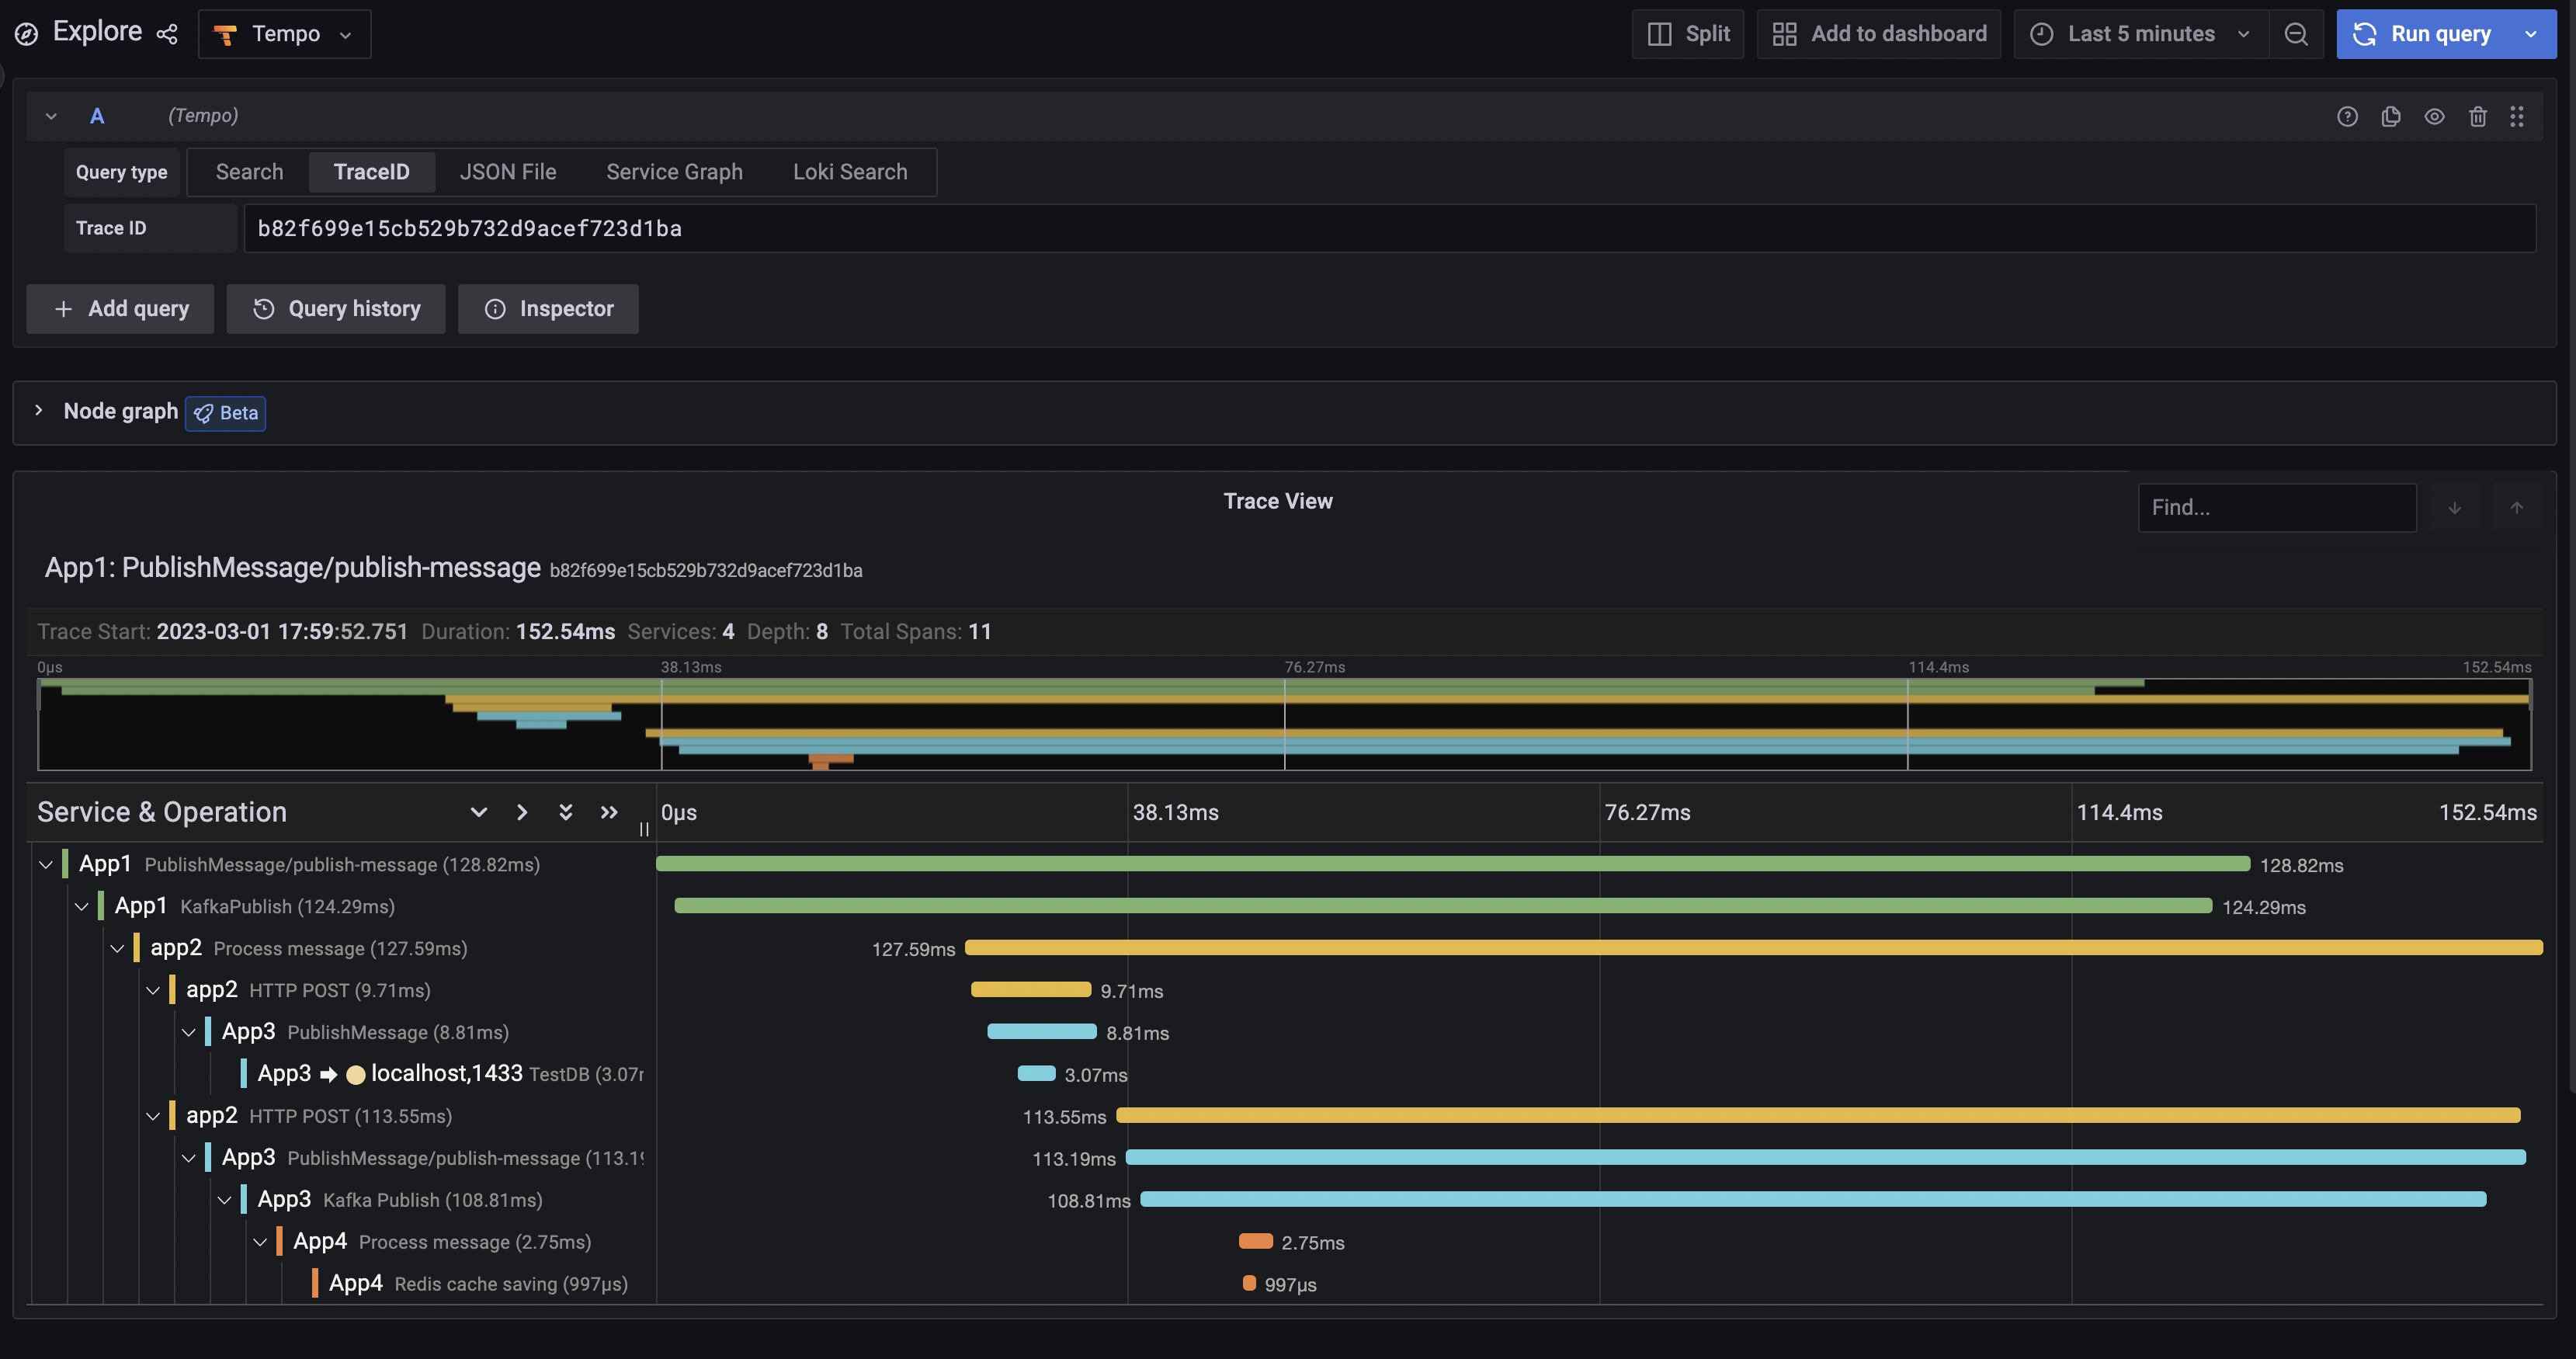 Explore Tempo Split Add to dashboard Last 5 minutes Run query
A (Tempo)
Query type Search TraceID JSON File Service Graph Loki Search
Trace ID b82f699e15cb529b732d9acef723d1ba
+ Add query Query history Inspector
Node graph Beta
Trace View Find...
App1: PublishMessage/publish-message b82f699e15cb529b732d9acef723d1ba
Trace Start: 2023-03-01 17:59:52.751 Duration: 152.54ms Services: 4 Depth: 8 Total Spans: 11
0μs 38.13ms 76.27ms 114.4ms 152.54ms
Service & Operation 0μs 38.13ms 76.27ms 114.4ms 152.54ms
App1 PublishMessage/publish-message (128.82ms) 128.82ms
App1 KafkaPublish (124.29ms) 124.29ms
app2 Process message (127.59ms) 127.59ms
app2 HTTP POST (9.71ms) 9.71ms
App3 PublishMessage (8.81ms) 8.81ms
App3 localhost,1433 TestDB (3.07 3.07ms
app2 HTTP POST (113.55ms) 113.55ms
App3 PublishMessage/publish-message (113.1 113.19ms
App3 Kafka Publish (108.81ms) 108.81ms
App4 Process message (2.75ms) 2.75ms
App4 Redis cache saving (997μs) 997μs